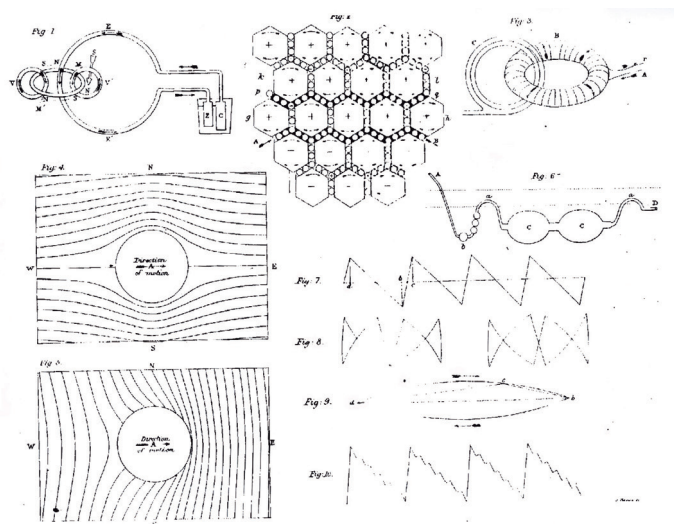 Fig. 1
E
S N M S
V V'
N S N
M'
E'
Z C
Fig. 2
k l
p q
g h
A B
Fig. 3.
C B
r
A
Fig. 4.
N
W E
Direction
A
of motion
S
Fig. 5.
N
W E
Direction
A
of motion
S
Fig. 6
A
a a
D
C C
b
Fig. 7.
a b
Fig. 8.
Fig. 9.
c
a b
Fig. 10.